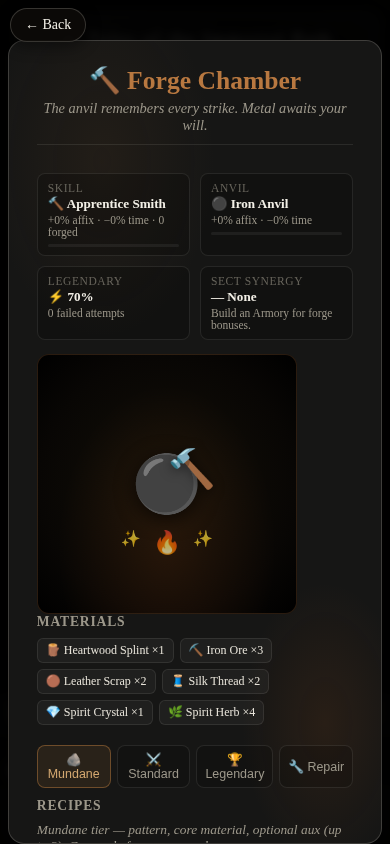 ← Back
🔨 Forge Chamber
The anvil remembers every strike. Metal awaits your
will.
SKILL
🔨 Apprentice Smith
+0% affix · −0% time · 0
forged
ANVIL
⚫ Iron Anvil
+0% affix · −0% time
LEGENDARY
⚡ 70%
0 failed attempts
SECT SYNERGY
— None
Build an Armory for forge
bonuses.
MATERIALS
🪵 Heartwood Splint ×1
⛏️ Iron Ore ×3
🟤 Leather Scrap ×2
🧵 Silk Thread ×2
💎 Spirit Crystal ×1
🌿 Spirit Herb ×4
🪨 Mundane
⚔️ Standard
🏆 Legendary
🔧 Repair
RECIPES
Mundane tier — pattern, core material, optional aux (up